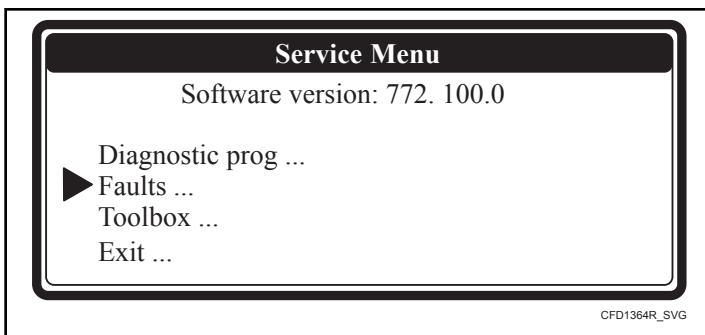 Service Menu
Software version: 772. 100.0
Diagnostic prog ...
Faults ...
Toolbox ...
Exit ...
CFD1364R_SVG